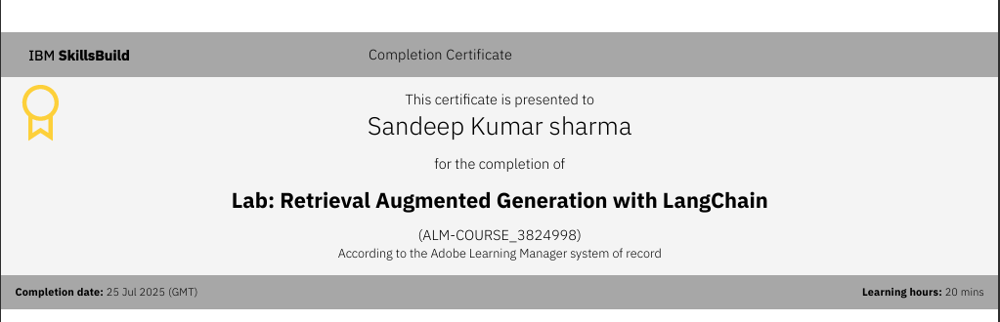 IBM SkillsBuild
Completion Certificate
This certificate is presented to
Sandeep Kumar sharma
for the completion of
Lab: Retrieval Augmented Generation with LangChain
(ALM-COURSE_3824998)
According to the Adobe Learning Manager system of record
Completion date: 25 Jul 2025 (GMT)
Learning hours: 20 mins